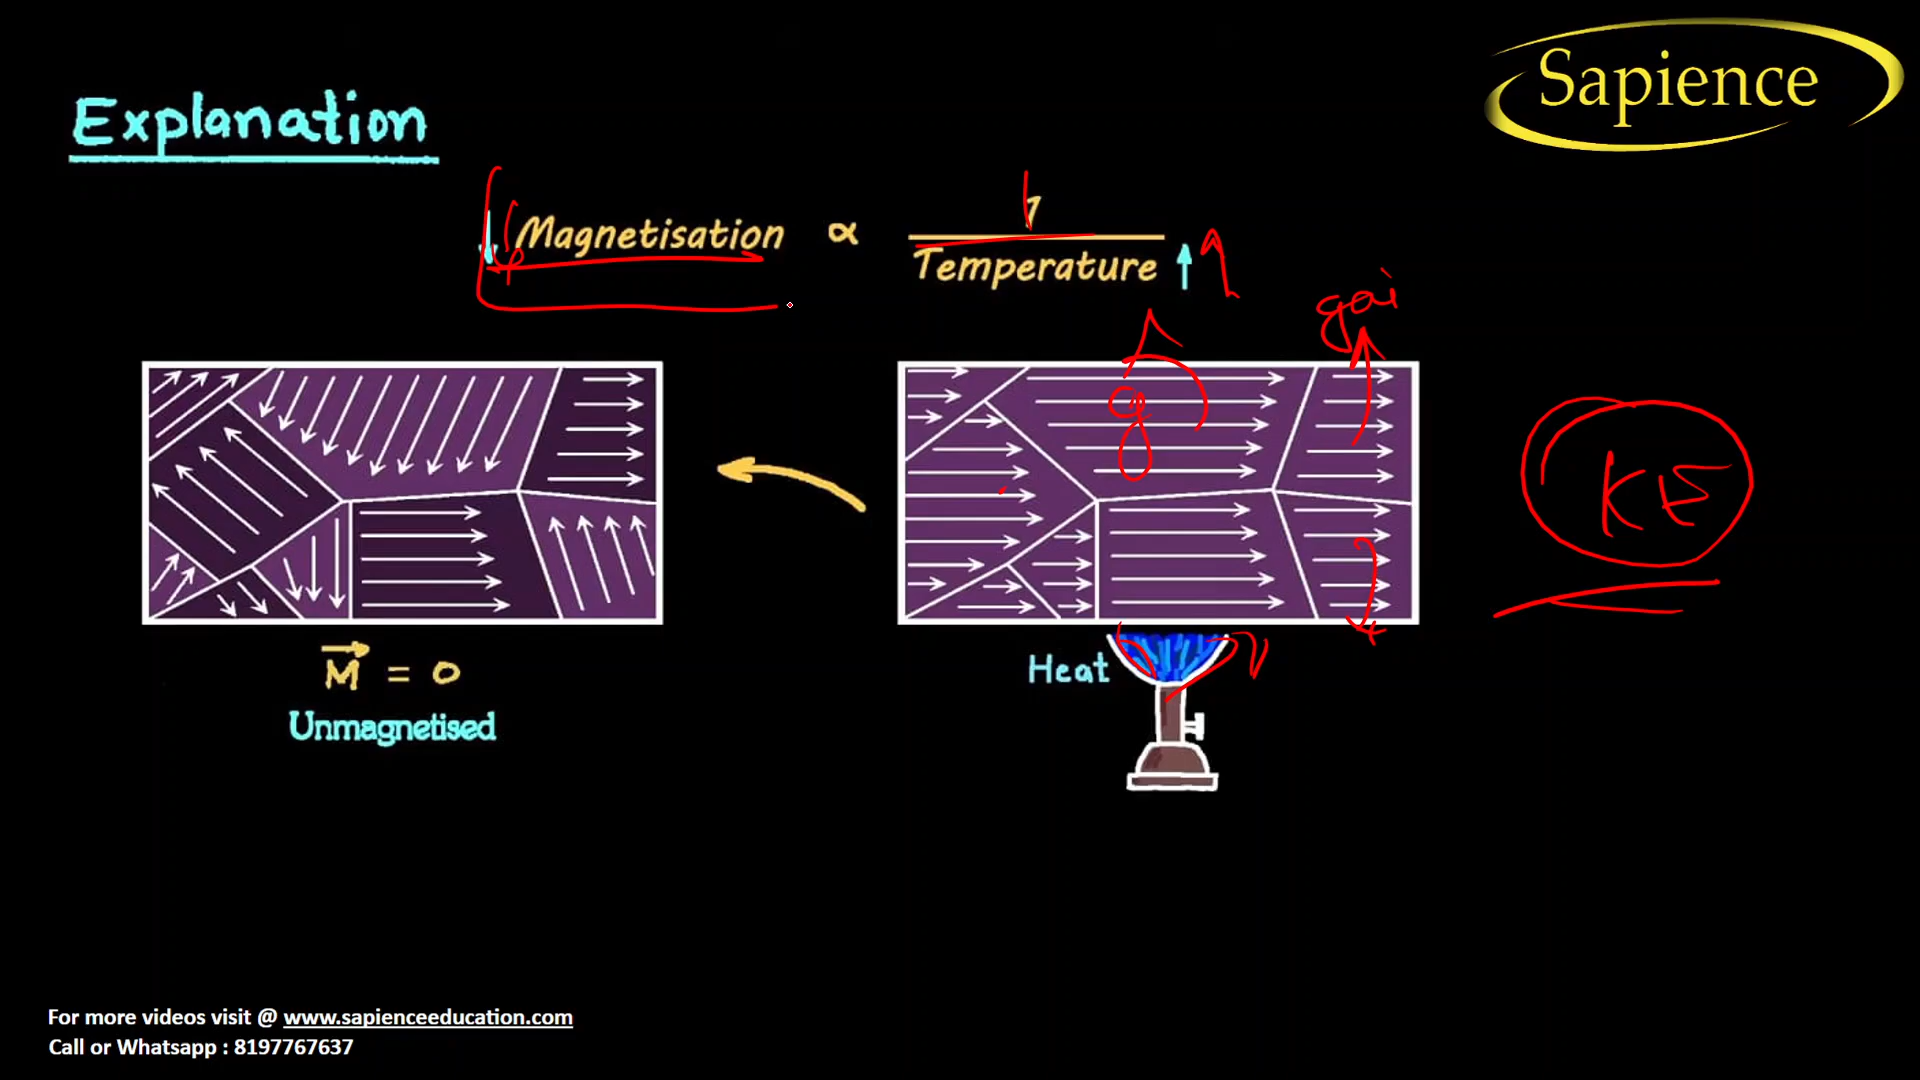 Sapience
Explanation
↓ Magnetisation ∝ 1 / Temperature ↑
gai
g
KE
M = 0
Unmagnetised
Heat
For more videos visit @ www.sapienceeducation.com
Call or Whatsapp : 8197767637